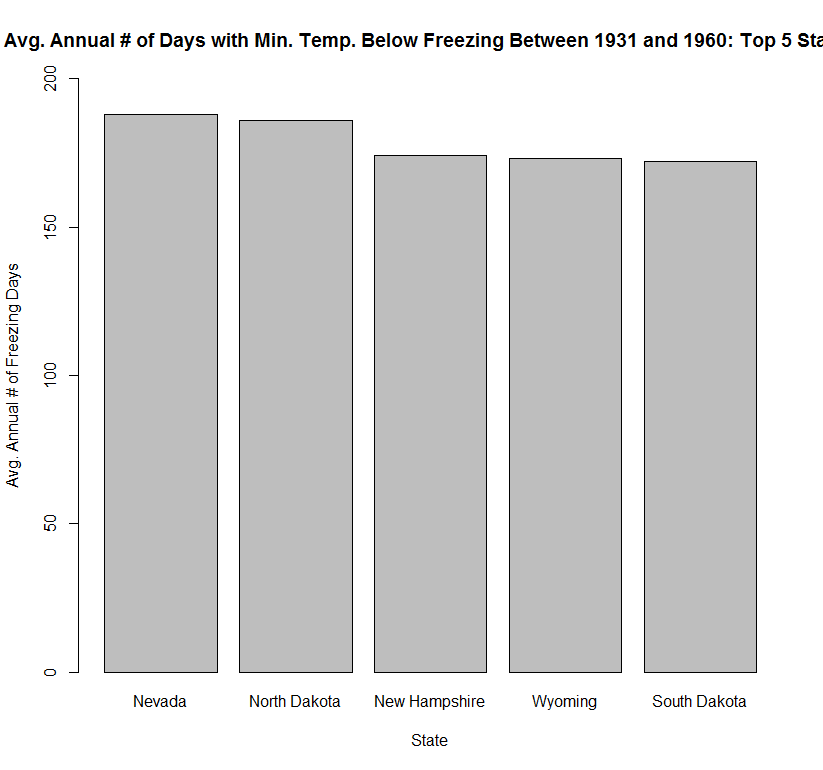 Avg. Annual # of Days with Min. Temp. Below Freezing Between 1931 and 1960: Top 5 Sta
200
150
100
50
0
Avg. Annual # of Freezing Days
Nevada North Dakota New Hampshire Wyoming South Dakota
State